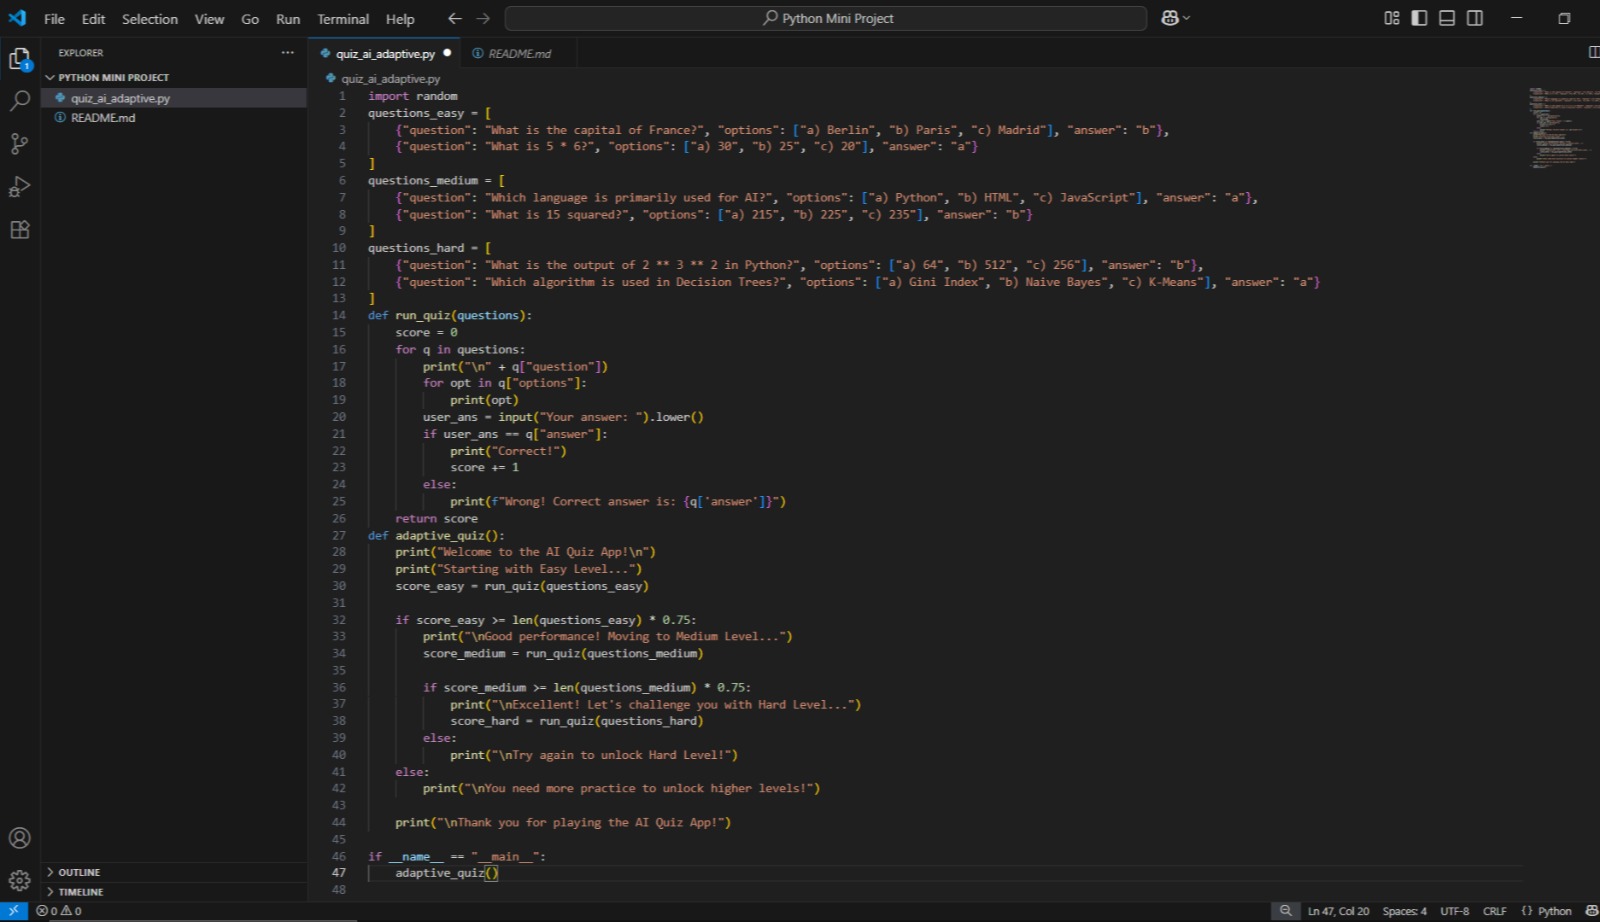 File Edit Selection View Go Run Terminal Help
Python Mini Project
EXPLORER
PYTHON MINI PROJECT
quiz_ai_adaptive.py
README.md
OUTLINE
TIMELINE
quiz_ai_adaptive.py
README.md
quiz_ai_adaptive.py
1 import random
2 questions_easy = [
3     {"question": "What is the capital of France?", "options": ["a) Berlin", "b) Paris", "c) Madrid"], "answer": "b"},
4     {"question": "What is 5 * 6?", "options": ["a) 30", "b) 25", "c) 20"], "answer": "a"}
5 ]
6 questions_medium = [
7     {"question": "Which language is primarily used for AI?", "options": ["a) Python", "b) HTML", "c) JavaScript"], "answer": "a"},
8     {"question": "What is 15 squared?", "options": ["a) 215", "b) 225", "c) 235"], "answer": "b"}
9 ]
10 questions_hard = [
11     {"question": "What is the output of 2 ** 3 ** 2 in Python?", "options": ["a) 64", "b) 512", "c) 256"], "answer": "b"},
12     {"question": "Which algorithm is used in Decision Trees?", "options": ["a) Gini Index", "b) Naive Bayes", "c) K-Means"], "answer": "a"}
13 ]
14 def run_quiz(questions):
15     score = 0
16     for q in questions:
17         print("\n" + q["question"])
18         for opt in q["options"]:
19             print(opt)
20         user_ans = input("Your answer: ").lower()
21         if user_ans == q["answer"]:
22             print("Correct!")
23             score += 1
24         else:
25             print(f"Wrong! Correct answer is: {q['answer']}")
26     return score
27 def adaptive_quiz():
28     print("Welcome to the AI Quiz App!\n")
29     print("Starting with Easy Level...")
30     score_easy = run_quiz(questions_easy)
31
32     if score_easy >= len(questions_easy) * 0.75:
33         print("\nGood performance! Moving to Medium Level...")
34         score_medium = run_quiz(questions_medium)
35
36         if score_medium >= len(questions_medium) * 0.75:
37             print("\nExcellent! Let's challenge you with Hard Level...")
38             score_hard = run_quiz(questions_hard)
39         else:
40             print("\nTry again to unlock Hard Level!")
41     else:
42         print("\nYou need more practice to unlock higher levels!")
43
44     print("\nThank you for playing the AI Quiz App!")
45
46 if __name__ == "__main__":
47     adaptive_quiz()
48
1
0 0
Ln 47, Col 20 Spaces: 4 UTF-8 CRLF {} Python